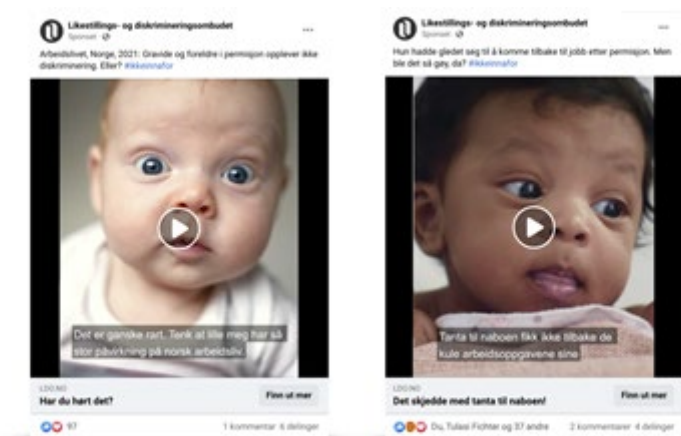 Likestillings- og diskrimineringsombudet
Sponset
Arbeidslivet, Norge, 2021: Gravide og foreldre i permisjon opplever ikke
diskriminering. Eller? #ikkeinnafor
Det er ganske rart. Tenk at lille meg har så
stor påvirkning på norsk arbeidsliv.
LDO.NO
Har du hørt det?
Finn ut mer
97
1 kommentar 6 delinger
Likestillings- og diskrimineringsombudet
Sponset
Hun hadde gledet seg til å komme tilbake til jobb etter permisjon. Men
ble det så gøy, da? #ikkeinnafor
Tanta til naboen fikk ikke tilbake de
kule arbeidsoppgavene sine
LDO.NO
Det skjedde med tanta til naboen!
Finn ut mer
Du, Tulasi Fichter og 37 andre
2 kommentarer 4 delinger